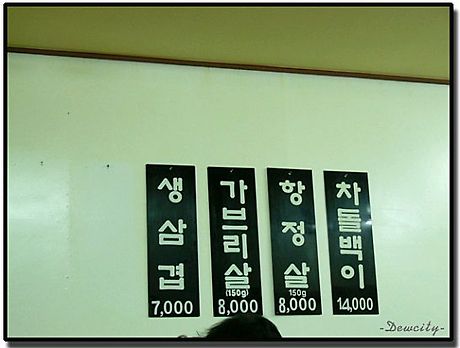 생삼겹
7,000
가브리살
(150g)
8,000
항정살
150g
8,000
차돌백이
14,000
-Dewcity-